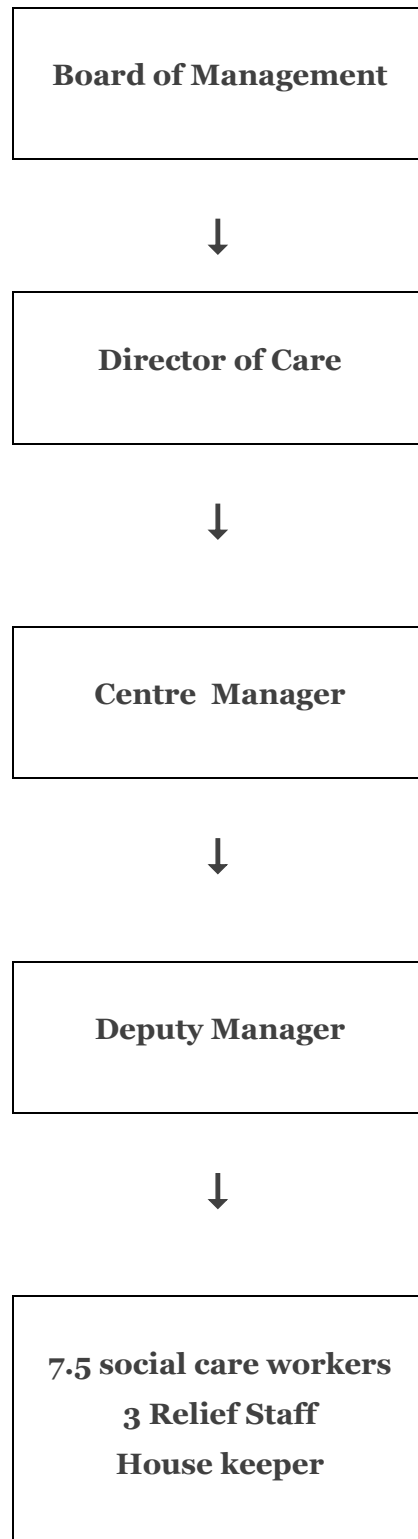 Board of Management
↓
Director of Care
↓
Centre  Manager
↓
Deputy Manager
↓
7.5 social care workers
3 Relief Staff
House keeper